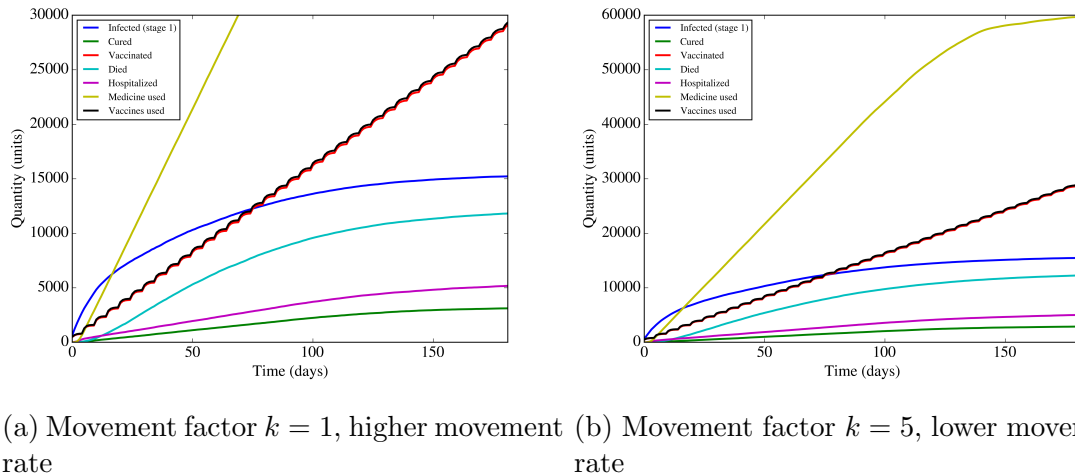 30000
25000
20000
15000
10000
5000
0
Quantity (units)
Infected (stage 1)
Cured
Vaccinated
Died
Hospitalized
Medicine used
Vaccines used
0 50 100 150
Time (days)
60000
50000
40000
30000
20000
10000
0
Quantity (units)
Infected (stage 1)
Cured
Vaccinated
Died
Hospitalized
Medicine used
Vaccines used
0 50 100 150
Time (days)
(a) Movement factor k = 1, higher movement
rate
(b) Movement factor k = 5, lower mover
rate